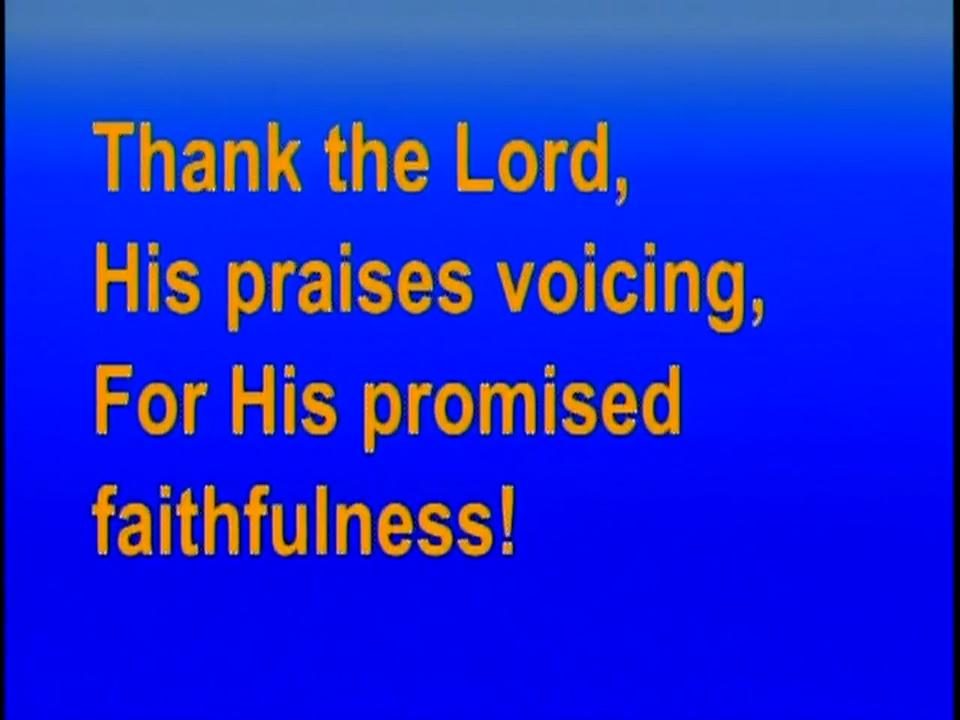 Thank the Lord,
His praises voicing,
For His promised
faithfulness!